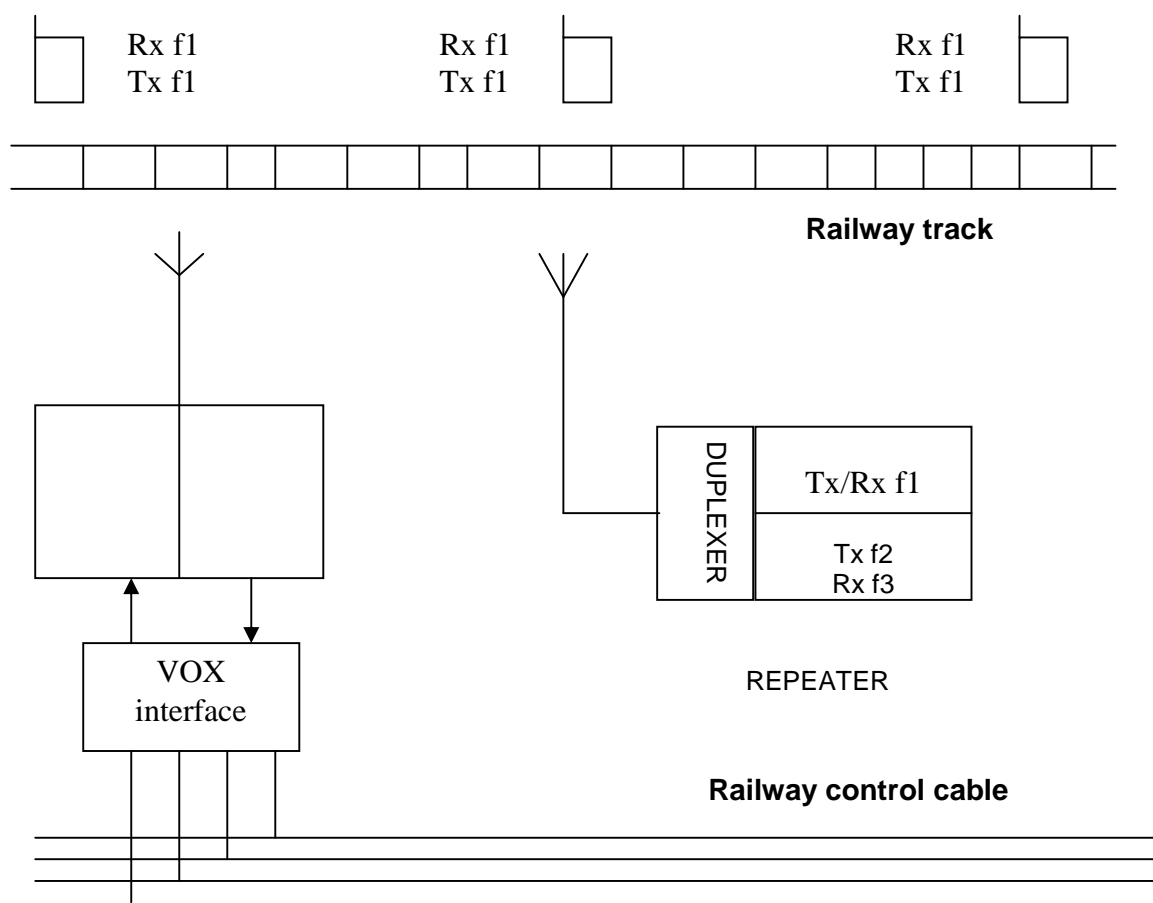 Rx f1
Tx f1
Rx f1
Tx f1
Rx f1
Tx f1
Railway track
DUPLEXER
Tx/Rx f1
Tx f2
Rx f3
VOX
interface
REPEATER
Railway control cable